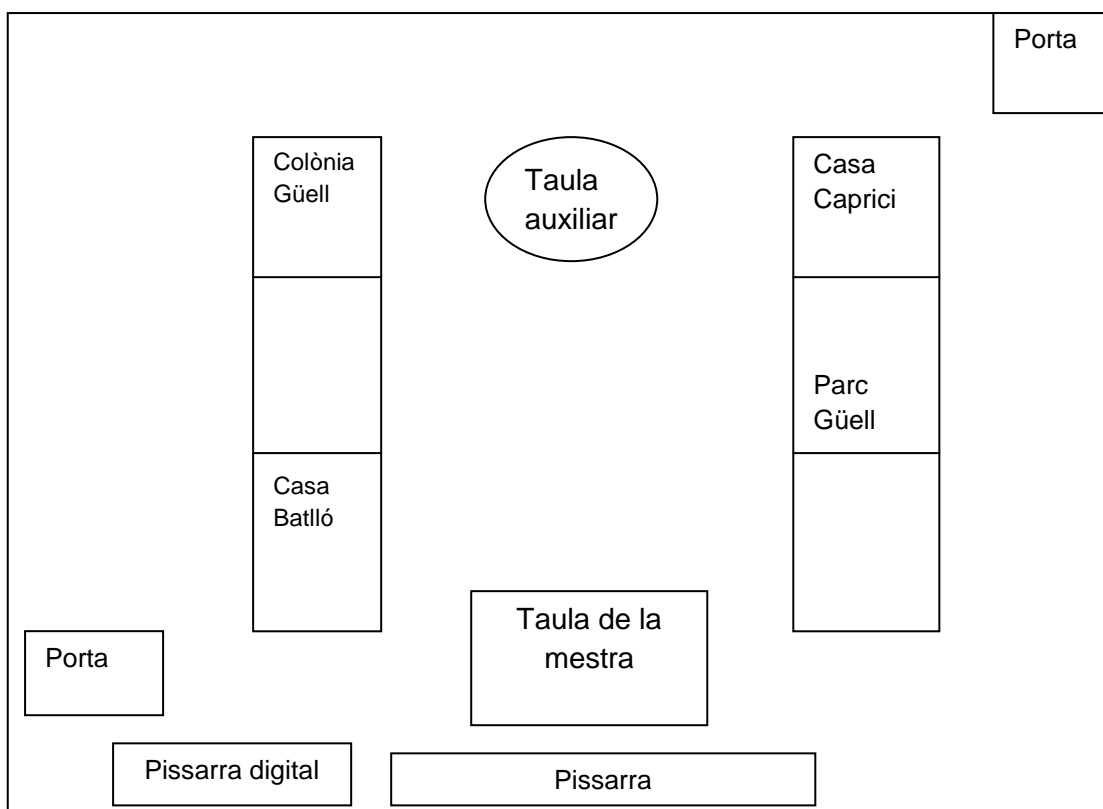 Porta
Colònia
Güell
Taula
auxiliar
Casa
Caprici
Parc
Güell
Casa
Batlló
Taula de la
mestra
Porta
Pissarra digital
Pissarra